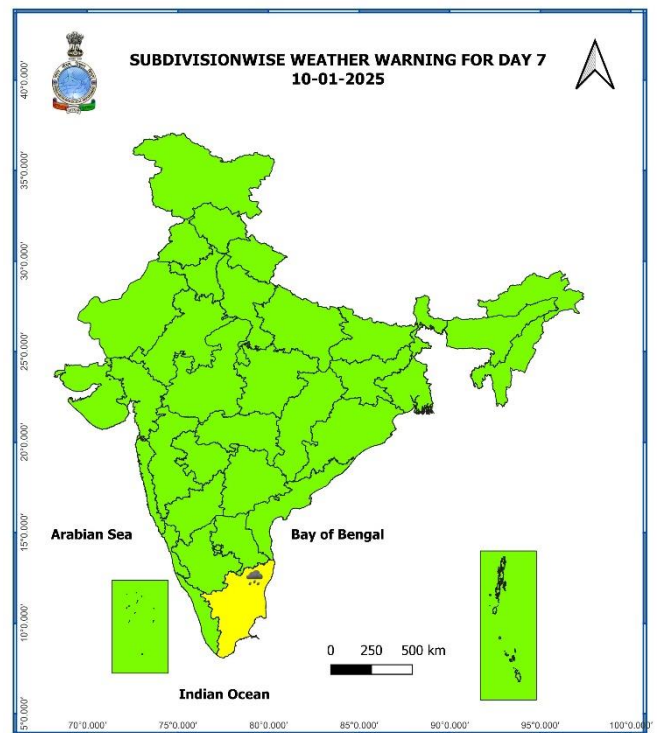 SUBDIVISIONWISE WEATHER WARNING FOR DAY 7
10-01-2025
40°0.000'
35°0.000'
30°0.000'
25°0.000'
20°0.000'
15°0.000'
10°0.000'
5°0.000'
Arabian Sea
Bay of Bengal
0 250 500 km
Indian Ocean
70°0.000' 75°0.000' 80°0.000' 85°0.000' 90°0.000' 95°0.000' 100°0.000'